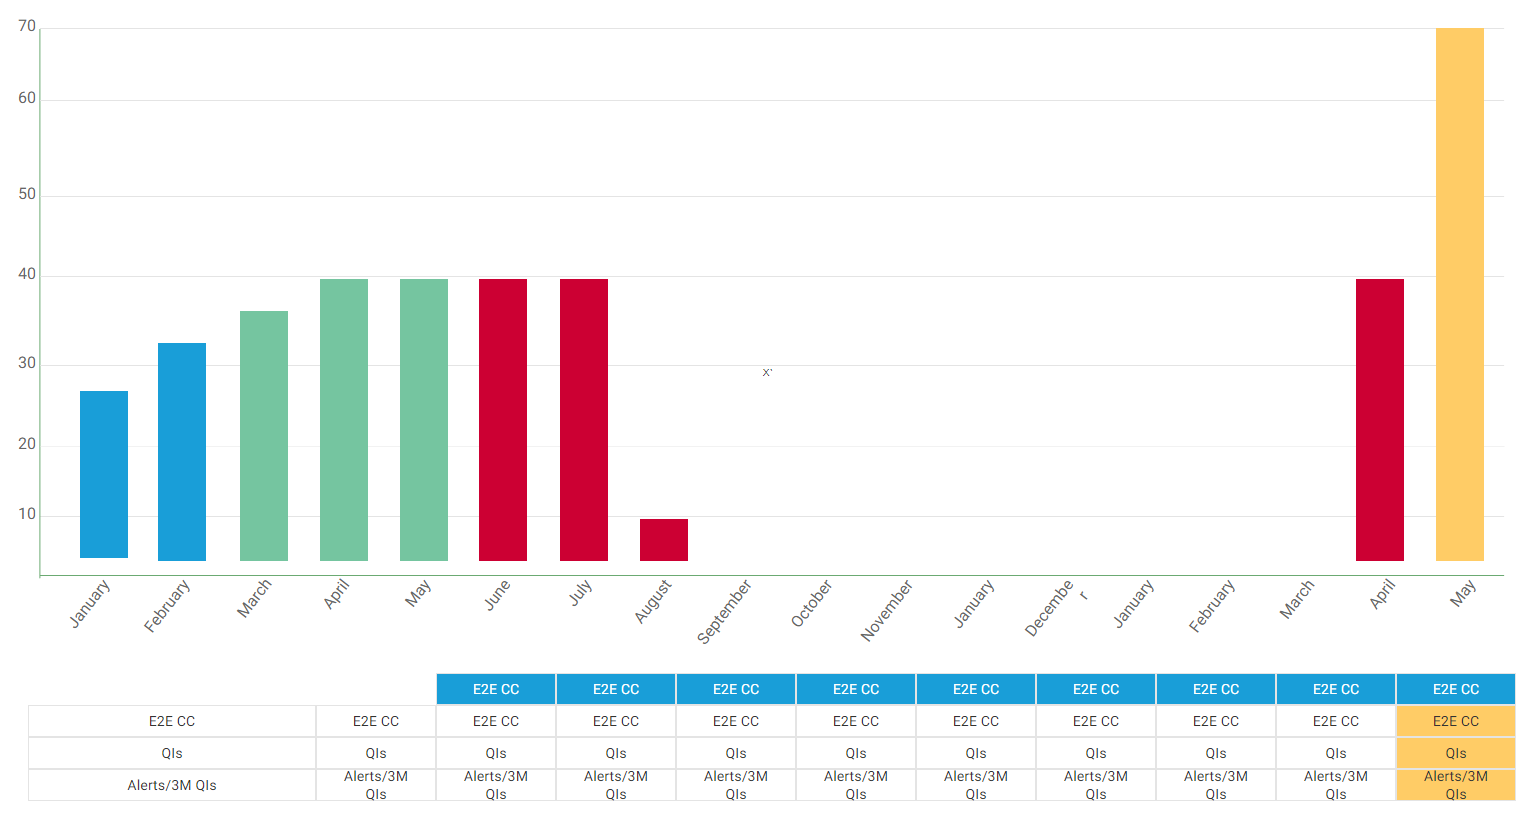 70
60
50
40
30
20
10
x`
January
February
March
April
May
June
July
August
September
October
November
January
Decembe
r
January
February
March
April
May
E2E CC E2E CC E2E CC E2E CC E2E CC E2E CC E2E CC E2E CC E2E CC
E2E CC E2E CC E2E CC E2E CC E2E CC E2E CC E2E CC E2E CC E2E CC E2E CC E2E CC
QIs QIs QIs QIs QIs QIs QIs QIs QIs QIs QIs
Alerts/3M QIs Alerts/3M Alerts/3M Alerts/3M Alerts/3M Alerts/3M Alerts/3M Alerts/3M Alerts/3M Alerts/3M Alerts/3M
QIs QIs QIs QIs QIs QIs QIs QIs QIs QIs